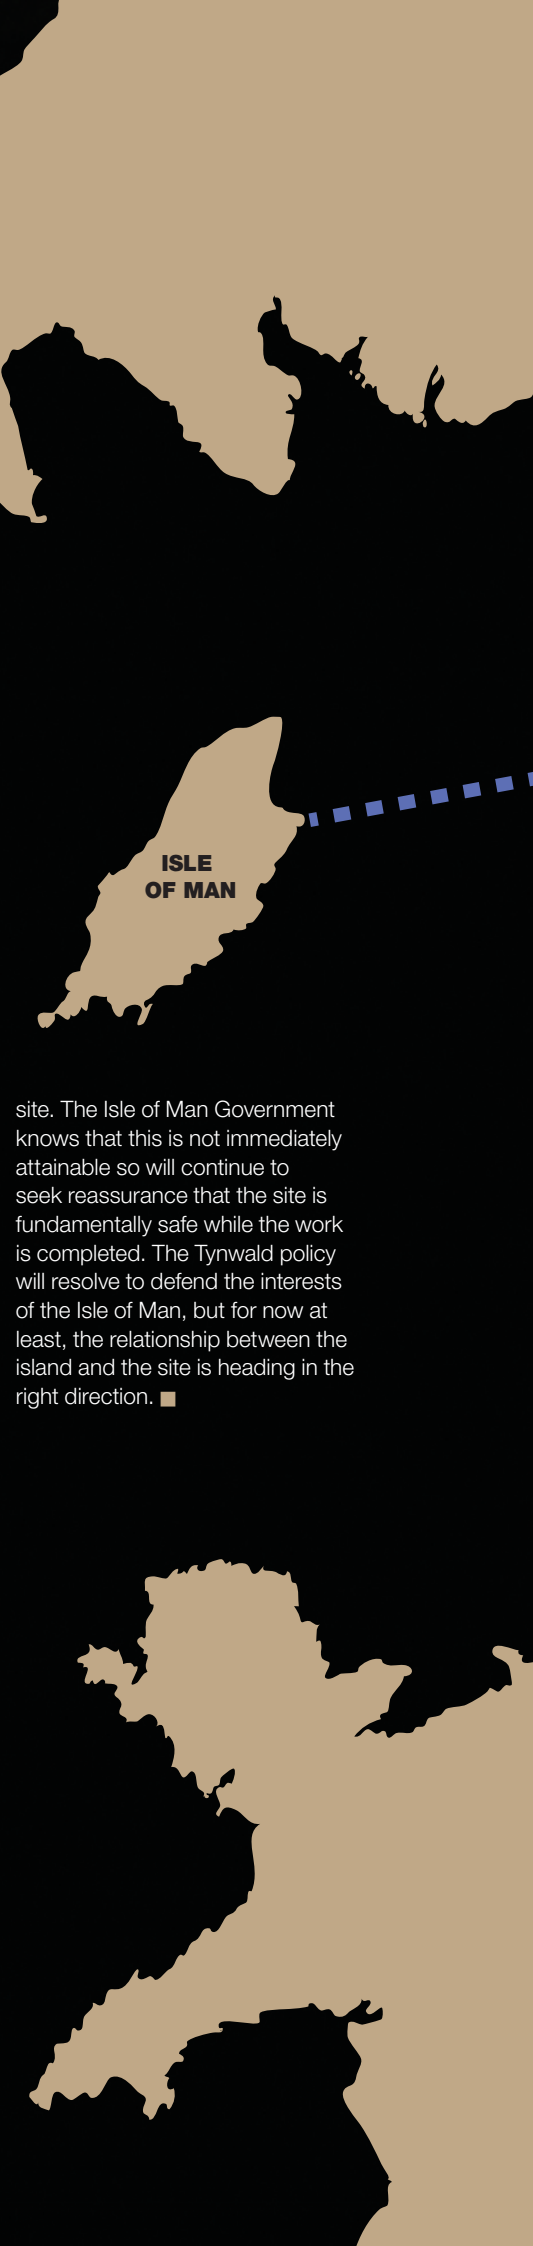 ISLE
OF MAN
site. The Isle of Man Government
knows that this is not immediately
attainable so will continue to
seek reassurance that the site is
fundamentally safe while the work
is completed. The Tynwald policy
will resolve to defend the interests
of the Isle of Man, but for now at
least, the relationship between the
island and the site is heading in the
right direction.